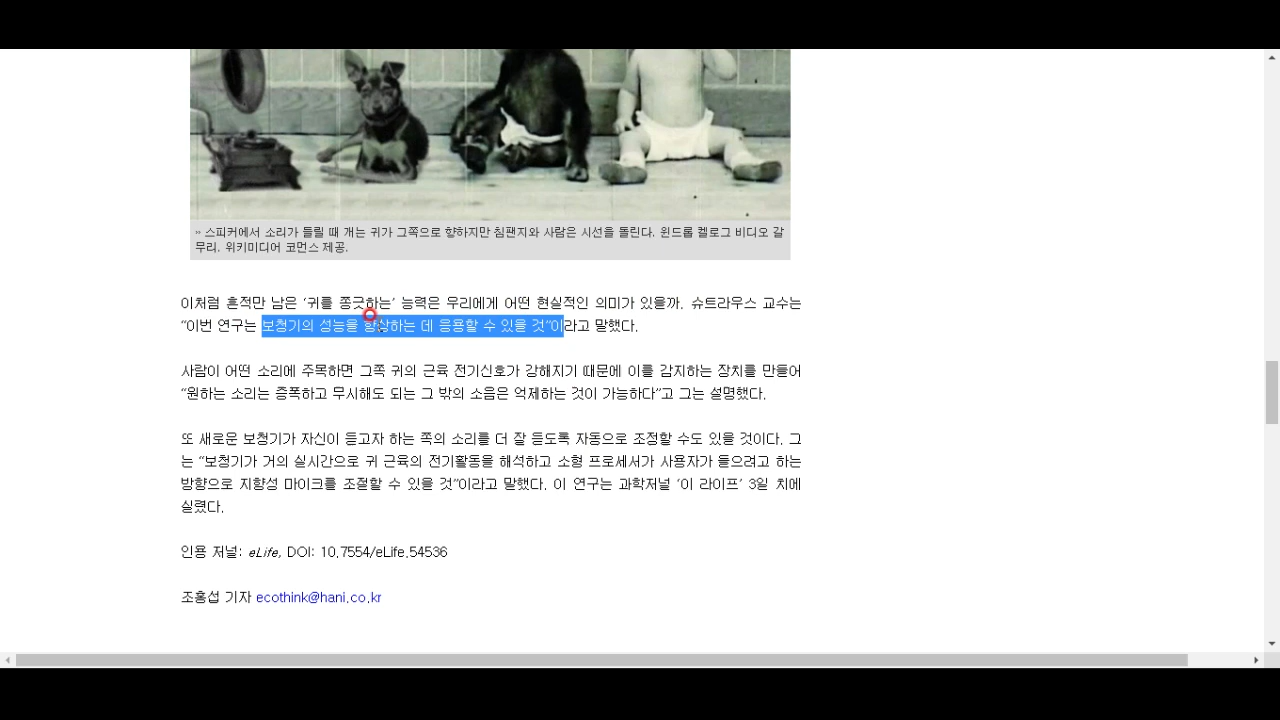 » 스피커에서 소리가 들릴 때 개는 귀가 그쪽으로 향하지만 침팬지와 사람은 시선을 돌린다. 윈드롭 켈로그 비디오 갈
무리. 위키미디어 코먼스 제공.
이처럼 흔적만 남은 ‘귀를 쫑긋하는’ 능력은 우리에게 어떤 현실적인 의미가 있을까. 슈트라우스 교수는
“이번 연구는 보청기의 성능을 향상하는 데 응용할 수 있을 것”이라고 말했다.
사람이 어떤 소리에 주목하면 그쪽 귀의 근육 전기신호가 강해지기 때문에 이를 감지하는 장치를 만들어
“원하는 소리는 증폭하고 무시해도 되는 그 밖의 소음은 억제하는 것이 가능하다”고 그는 설명했다.
또 새로운 보청기가 자신이 듣고자 하는 쪽의 소리를 더 잘 듣도록 자동으로 조정할 수도 있을 것이다. 그
는 “보청기가 거의 실시간으로 귀 근육의 전기활동을 해석하고 소형 프로세서가 사용자가 들으려고 하는
방향으로 지향성 마이크를 조절할 수 있을 것”이라고 말했다. 이 연구는 과학저널 ‘이 라이프’ 3일 치에
실렸다.
인용 저널: eLife, DOI: 10.7554/eLife.54536
조홍섭 기자 ecothink@hani.co.kr